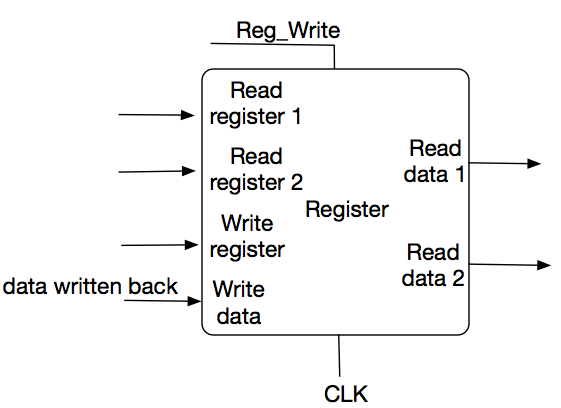 Reg_Write
Read
register 1
Read
register 2
Write
register
data written back
Write
data
Register
Read
data 1
Read
data 2
CLK